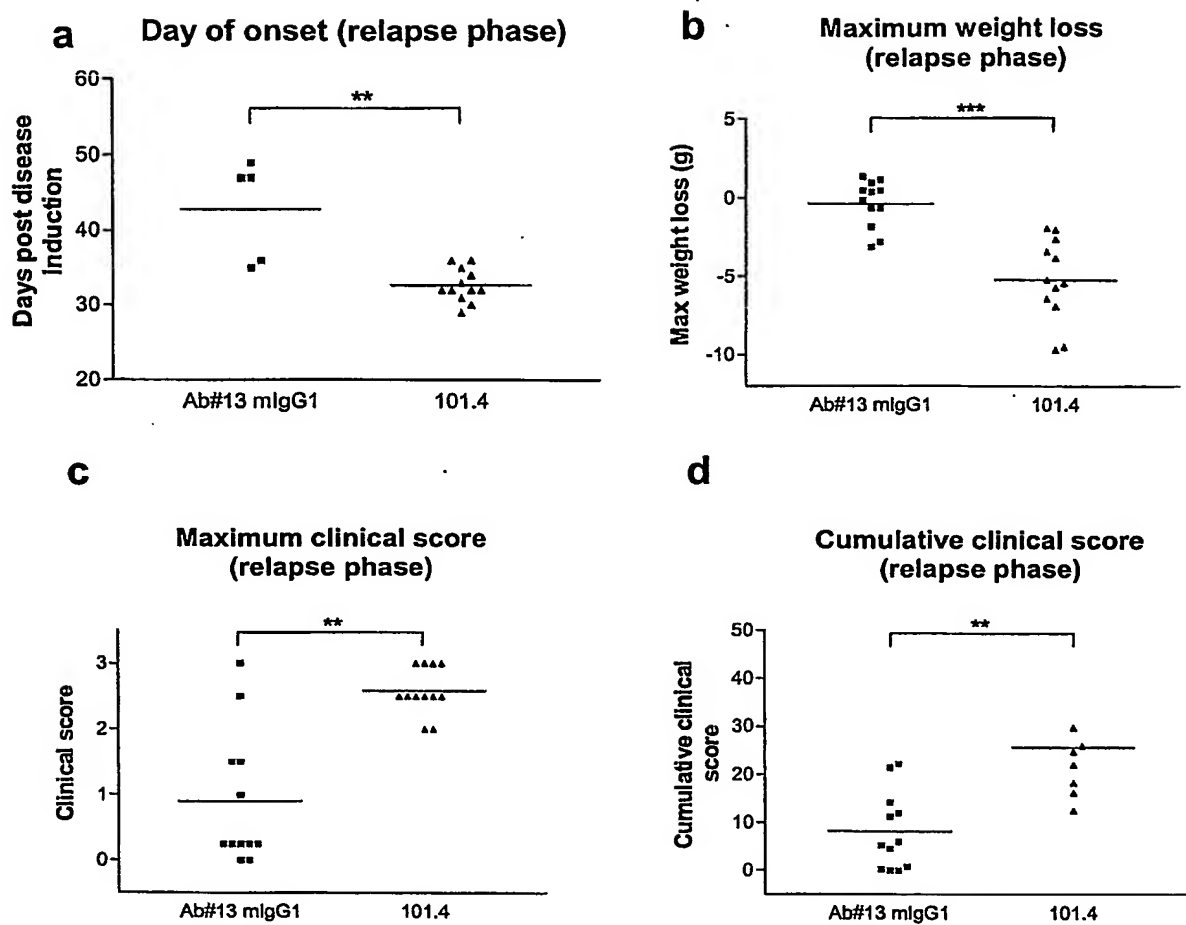 a
Day of onset (relapse phase)
Days post disease
Induction
60
50
40
30
20
**
Ab#13 mIgG1
101.4
b
Maximum weight loss
(relapse phase)
Max weight loss (g)
5
0
-5
-10
***
Ab#13 mIgG1
101.4
c
Maximum clinical score
(relapse phase)
Clinical score
3
2
1
0
**
Ab#13 mIgG1
101.4
d
Cumulative clinical score
(relapse phase)
Cumulative clinical
score
50
40
30
20
10
0
**
Ab#13 mIgG1
101.4